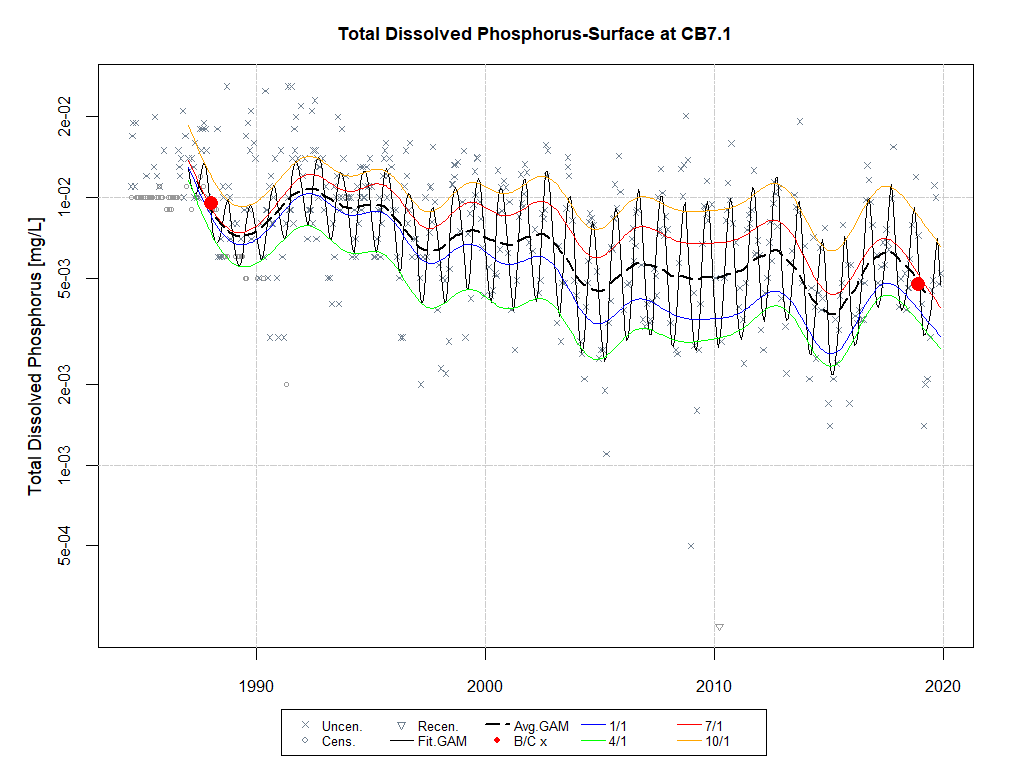 Total Dissolved Phosphorus-Surface at CB7.1
Total Dissolved Phosphorus [mg/L]
2e-02
1e-02
5e-03
2e-03
1e-03
5e-04
1990
2000
2010
2020
Uncen. Recen. Avg.GAM 1/1 7/1
Cens. Fit.GAM B/C x 4/1 10/1